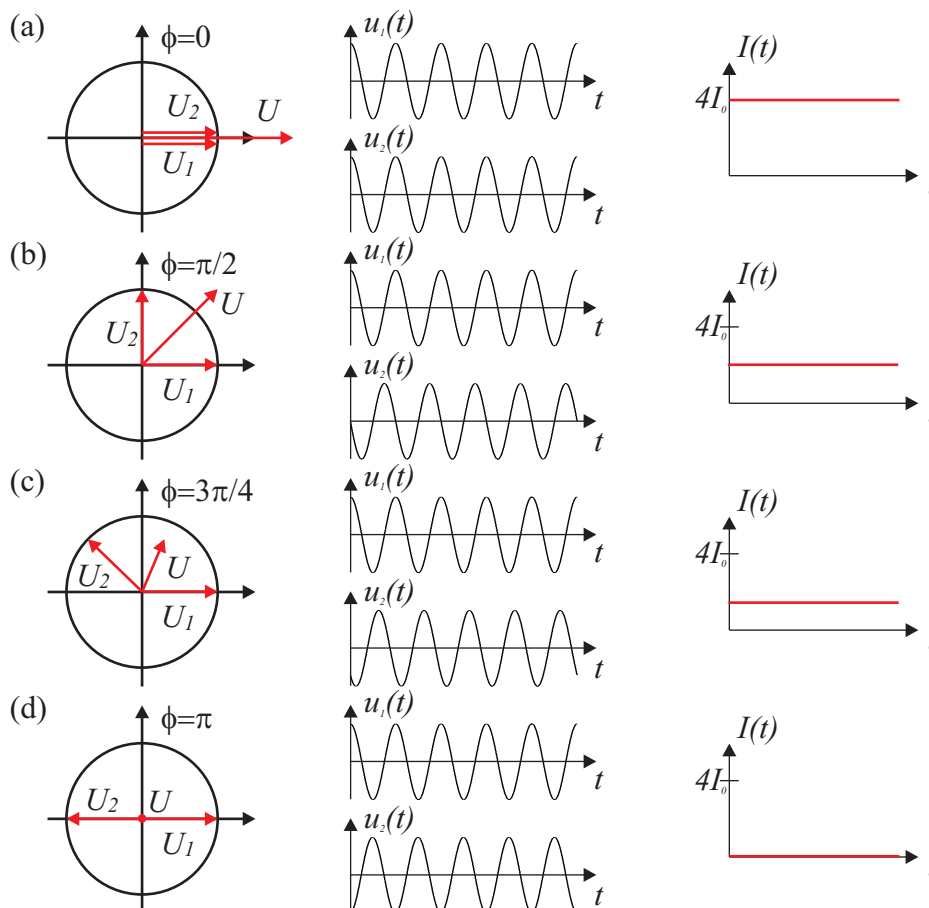 (a)
ϕ=0
U₂
U
U₁
u₁(t)
t
u₂(t)
t
I(t)
4I₀
(b)
ϕ=π/2
U
U₂
U₁
u₁(t)
t
u₂(t)
t
I(t)
4I₀
(c)
ϕ=3π/4
U₂
U
U₁
u₁(t)
t
u₂(t)
t
I(t)
4I₀
(d)
ϕ=π
U₂
U
U₁
u₁(t)
t
u₂(t)
t
I(t)
4I₀